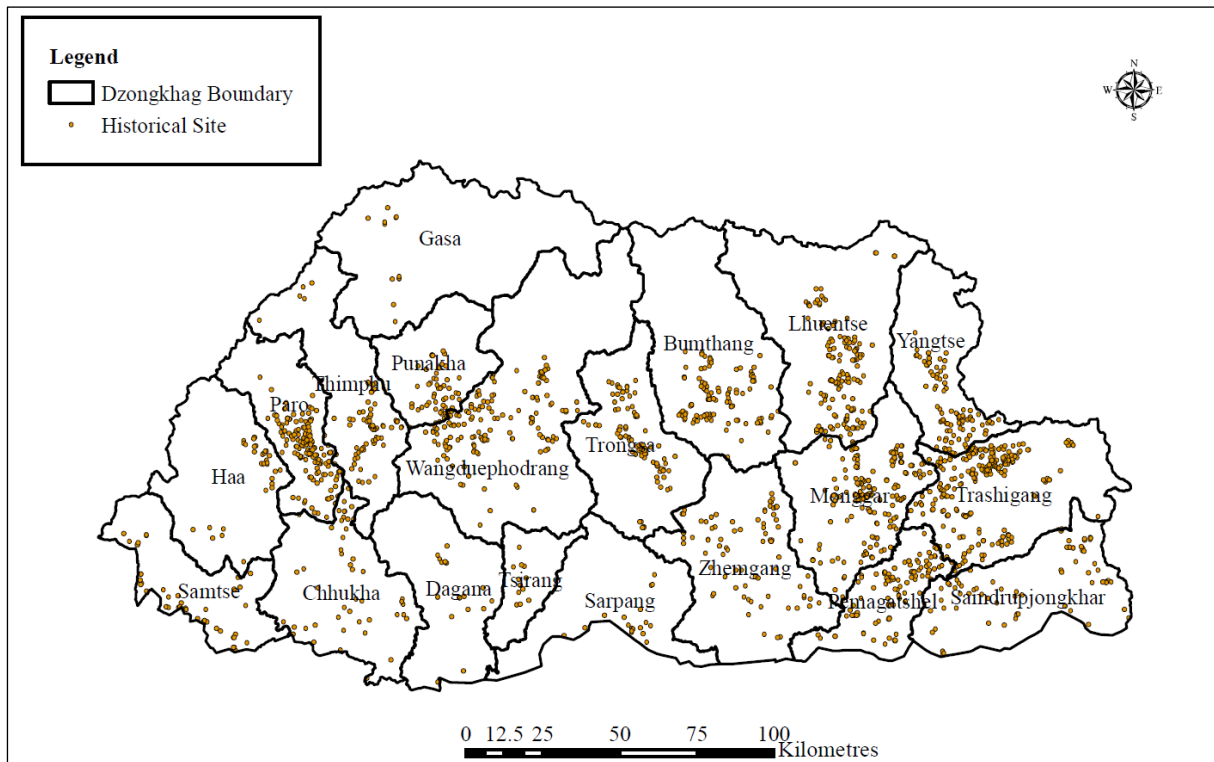 Legend
Dzongkhag Boundary
Historical Site
N
W E
S
Gasa
Lhuentse
Yangtse
Bumthang
Punakha
Thimphu
Paro
Trongsa
Wangduephodrang
Haa
Monggar
Trashigang
Zhemgang
Tsirang
Dagana
Chhukha
Samtse
Sarpang
Pemagatshel
Samdrupjongkhar
0 12.5 25 50 75 100
Kilometres